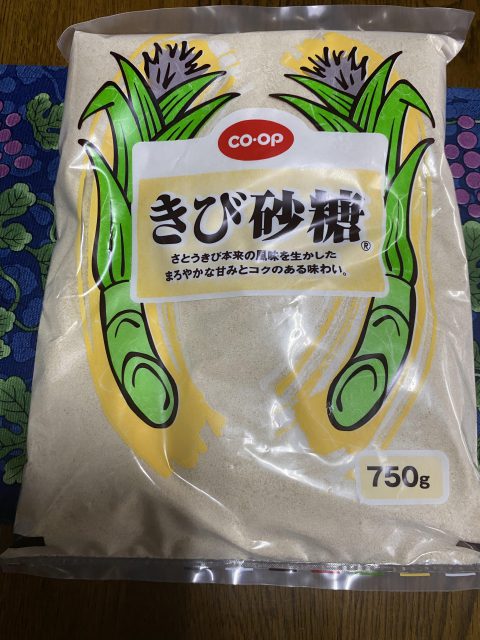 CO·OP
きび砂糖®
さとうきび本来の風味を生かした
まろやかな甘みとコクのある味わい。
750g